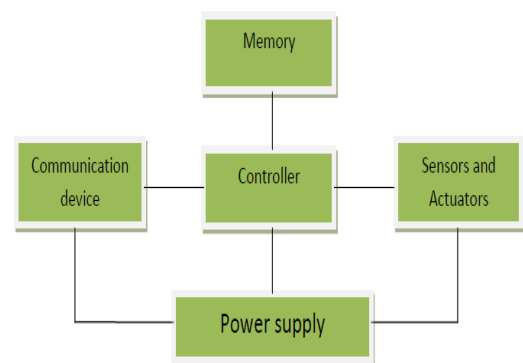 Memory
Communication
device
Controller
Sensors and
Actuators
Power supply